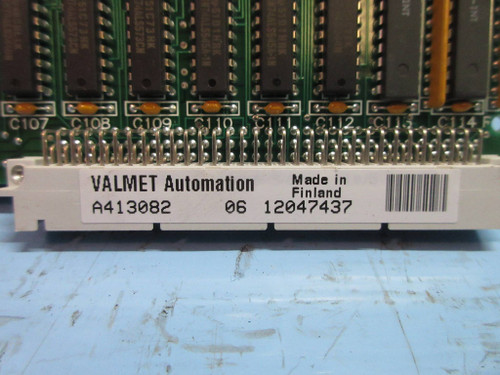 C107 C108 C109 C110 C111 C112 C113 C114
VALMET Automation
Made in
Finland
A413082 06 12047437